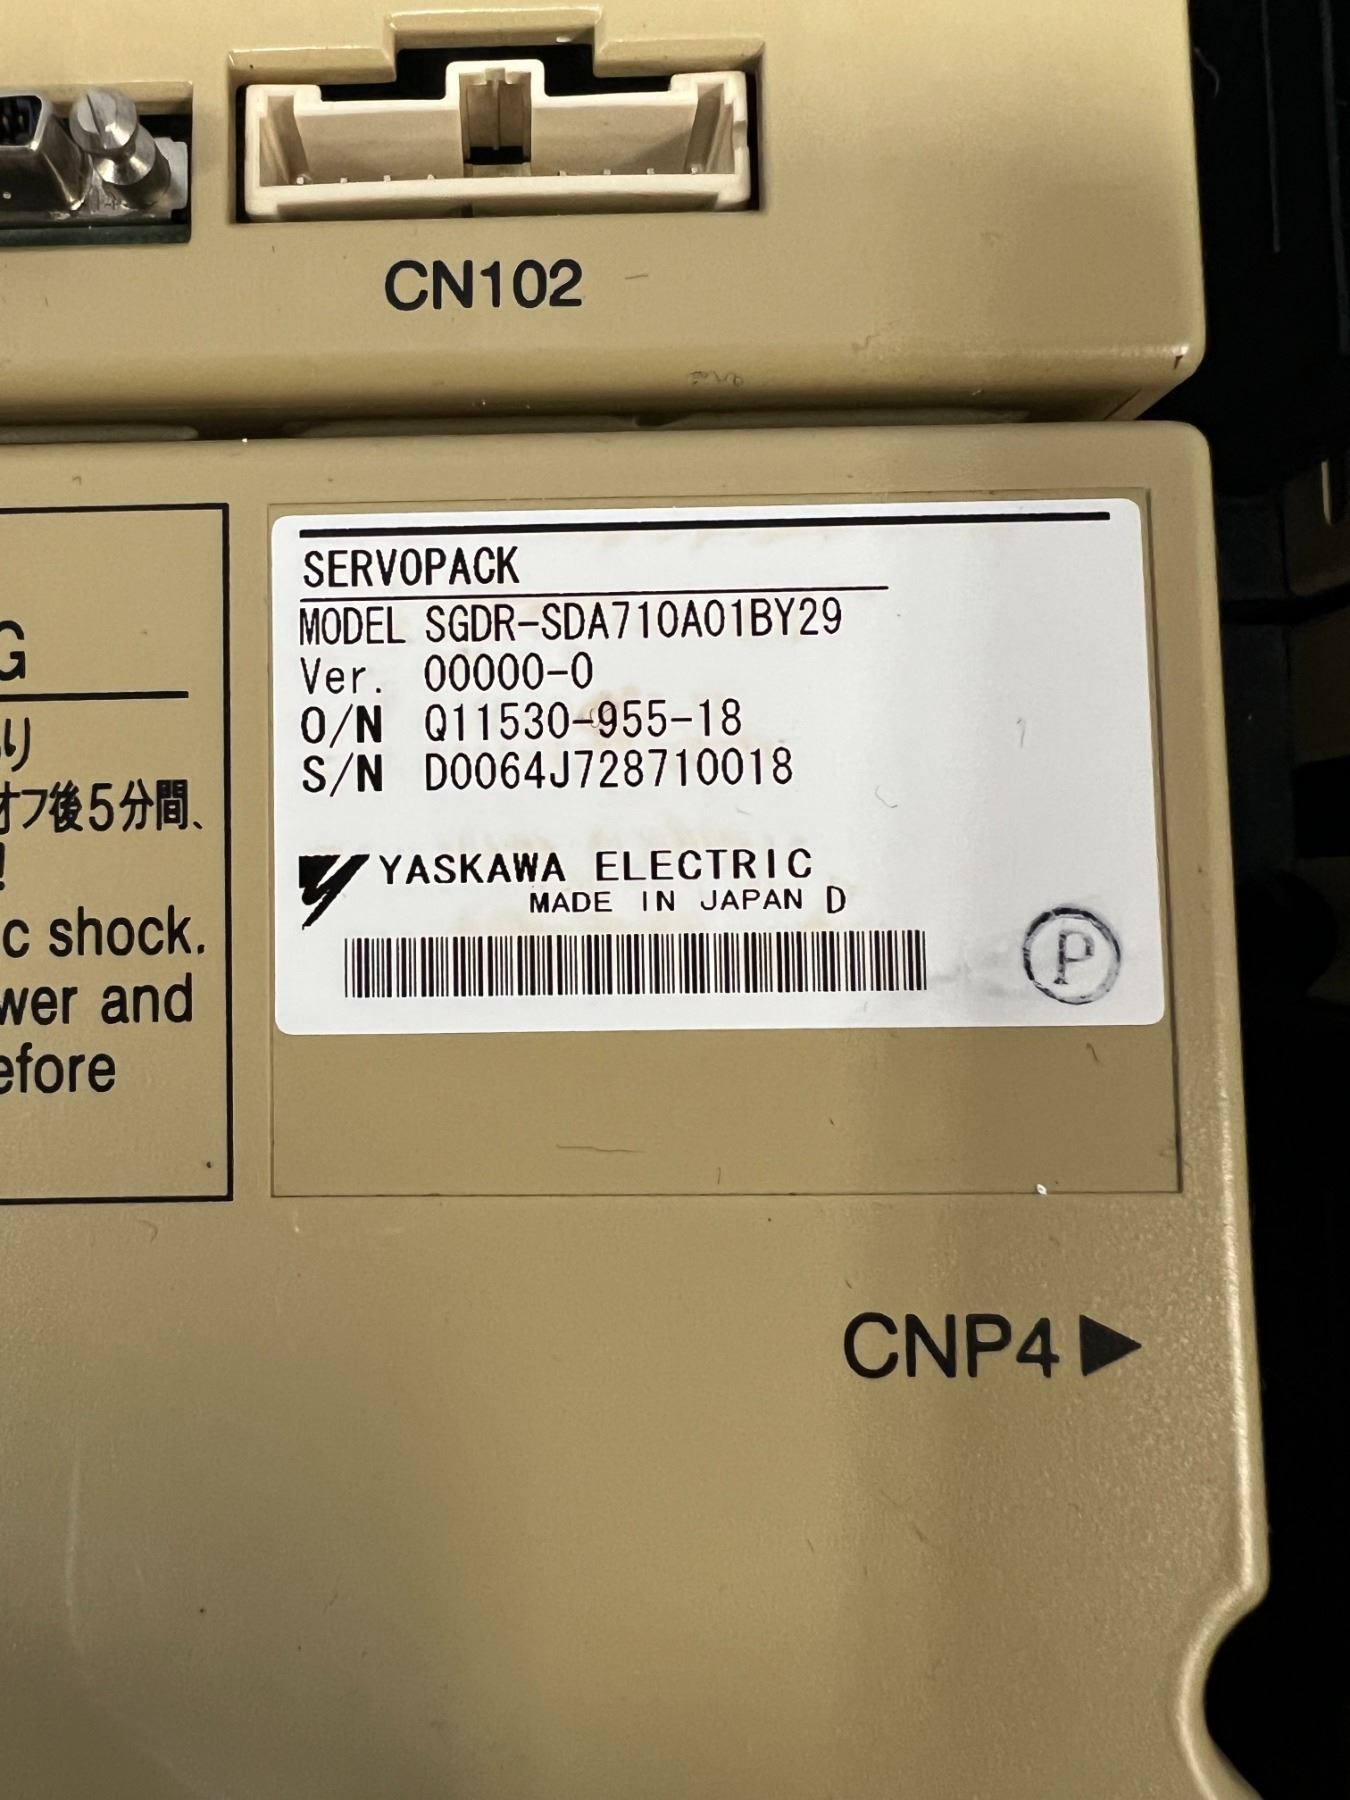 CN102
SERVOPACK
MODEL SGDR-SDA710A01BY29
Ver. 00000-0
O/N Q11530-955-18
S/N D0064J728710018
YASKAWA ELECTRIC
MADE IN JAPAN D
P
G
り
オフ後5分間、
!
c shock.
wer and
efore
CNP4